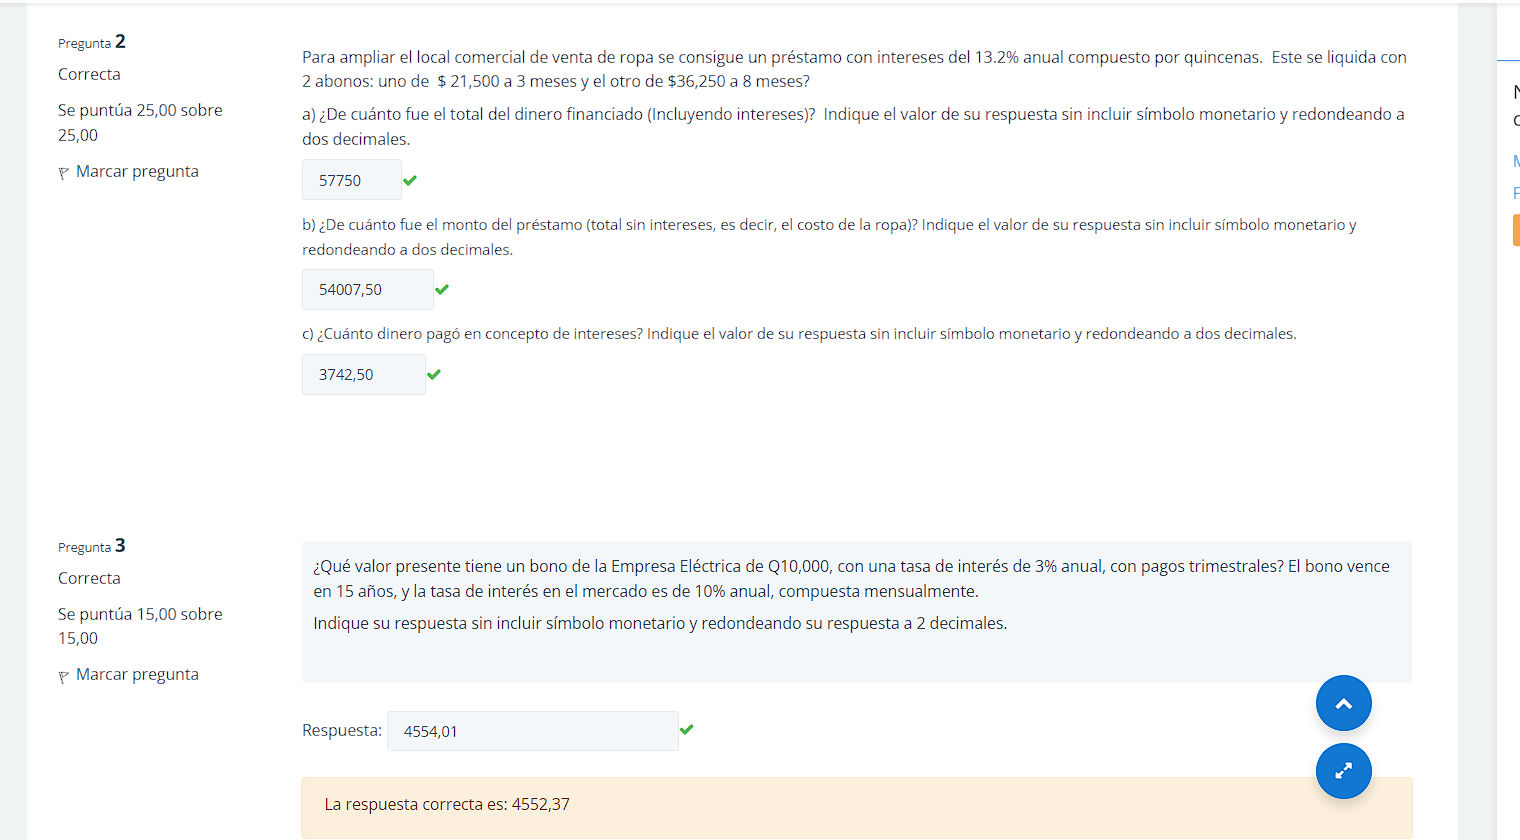 Pregunta 2
Correcta
Se puntúa 25,00 sobre
25,00
Marcar pregunta
Para ampliar el local comercial de venta de ropa se consigue un préstamo con intereses del 13.2% anual compuesto por quincenas. Este se liquida con
2 abonos: uno de $ 21,500 a 3 meses y el otro de $36,250 a 8 meses?
a) ¿De cuánto fue el total del dinero financiado (Incluyendo intereses)? Indique el valor de su respuesta sin incluir símbolo monetario y redondeando a
dos decimales.
57750
b) ¿De cuánto fue el monto del préstamo (total sin intereses, es decir, el costo de la ropa)? Indique el valor de su respuesta sin incluir símbolo monetario y
redondeando a dos decimales.
54007,50
c) ¿Cuánto dinero pagó en concepto de intereses? Indique el valor de su respuesta sin incluir símbolo monetario y redondeando a dos decimales.
3742,50
Pregunta 3
Correcta
Se puntúa 15,00 sobre
15,00
Marcar pregunta
¿Qué valor presente tiene un bono de la Empresa Eléctrica de Q10,000, con una tasa de interés de 3% anual, con pagos trimestrales? El bono vence
en 15 años, y la tasa de interés en el mercado es de 10% anual, compuesta mensualmente.
Indique su respuesta sin incluir símbolo monetario y redondeando su respuesta a 2 decimales.
Respuesta: 4554,01
La respuesta correcta es: 4552,37